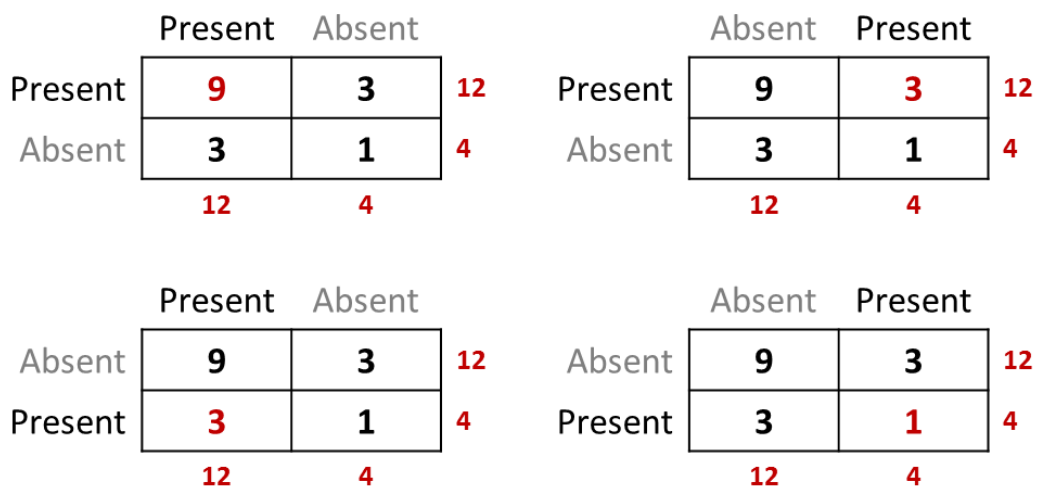 Present Absent
Present 9 3 12
Absent 3 1 4
12 4
Absent Present
Present 9 3 12
Absent 3 1 4
12 4
Present Absent
Absent 9 3 12
Present 3 1 4
12 4
Absent Present
Absent 9 3 12
Present 3 1 4
12 4